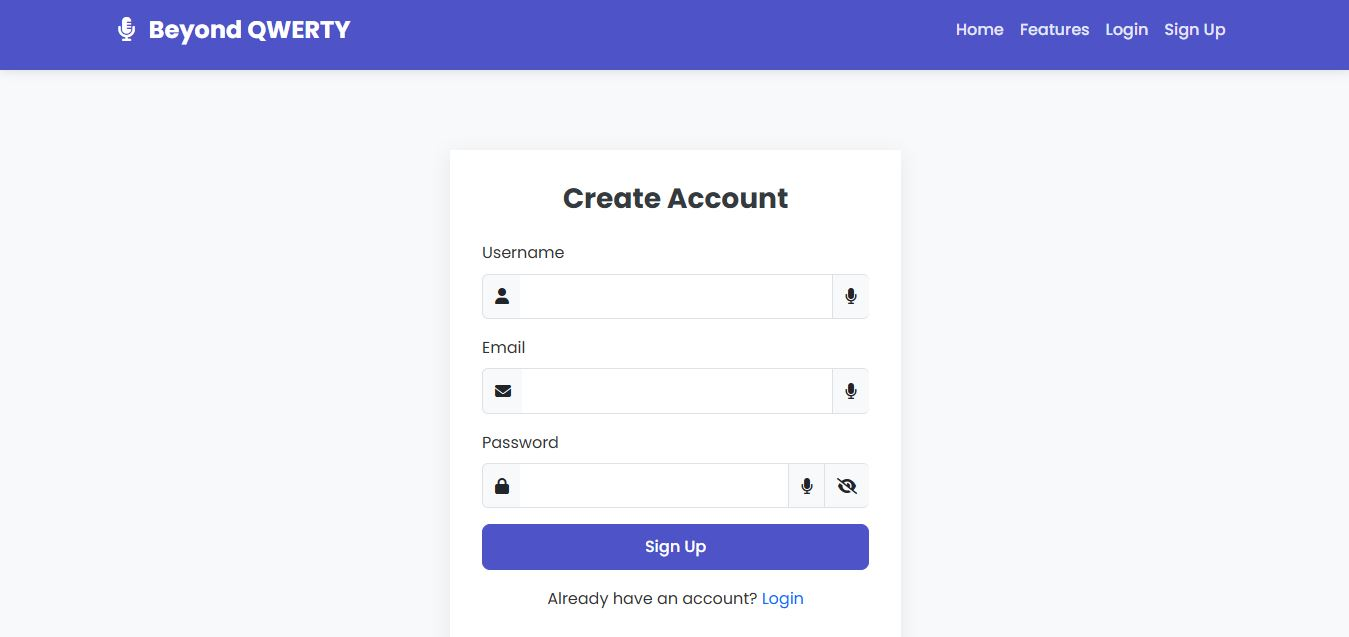 Beyond QWERTY
Home Features Login Sign Up
Create Account
Username
Email
Password
Sign Up
Already have an account? Login